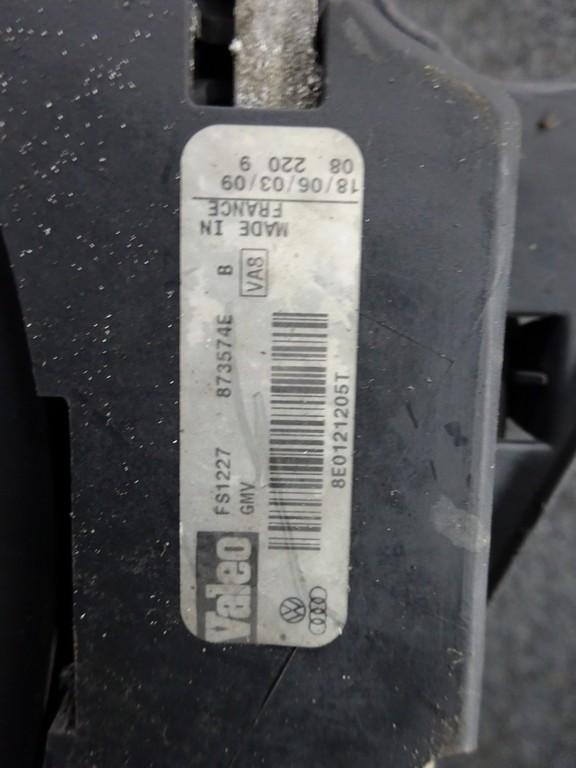 Valeo
FS1227 873574E B
GMV VA8
8E0121205T
MADE IN
FRANCE
18/06/03/09
08 220 9